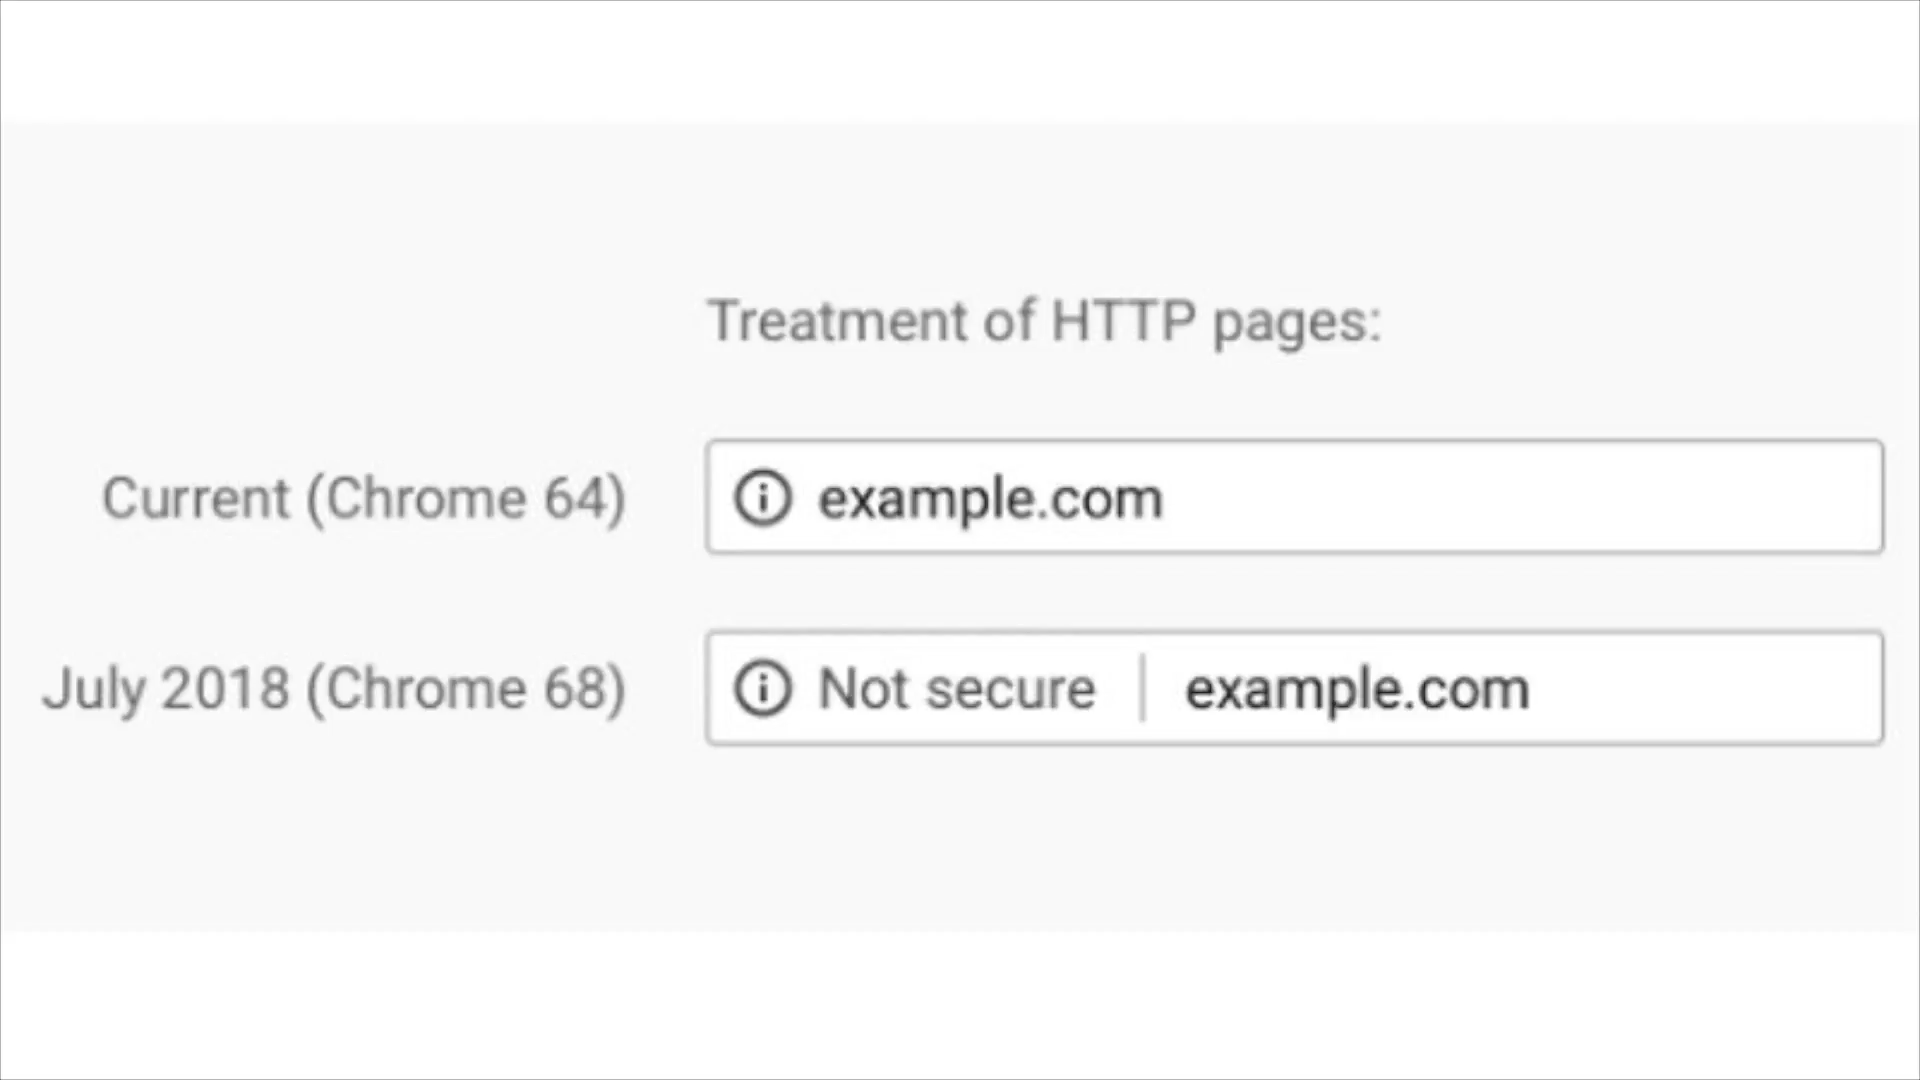 Treatment of HTTP pages:
Current (Chrome 64) example.com
July 2018 (Chrome 68) Not secure example.com